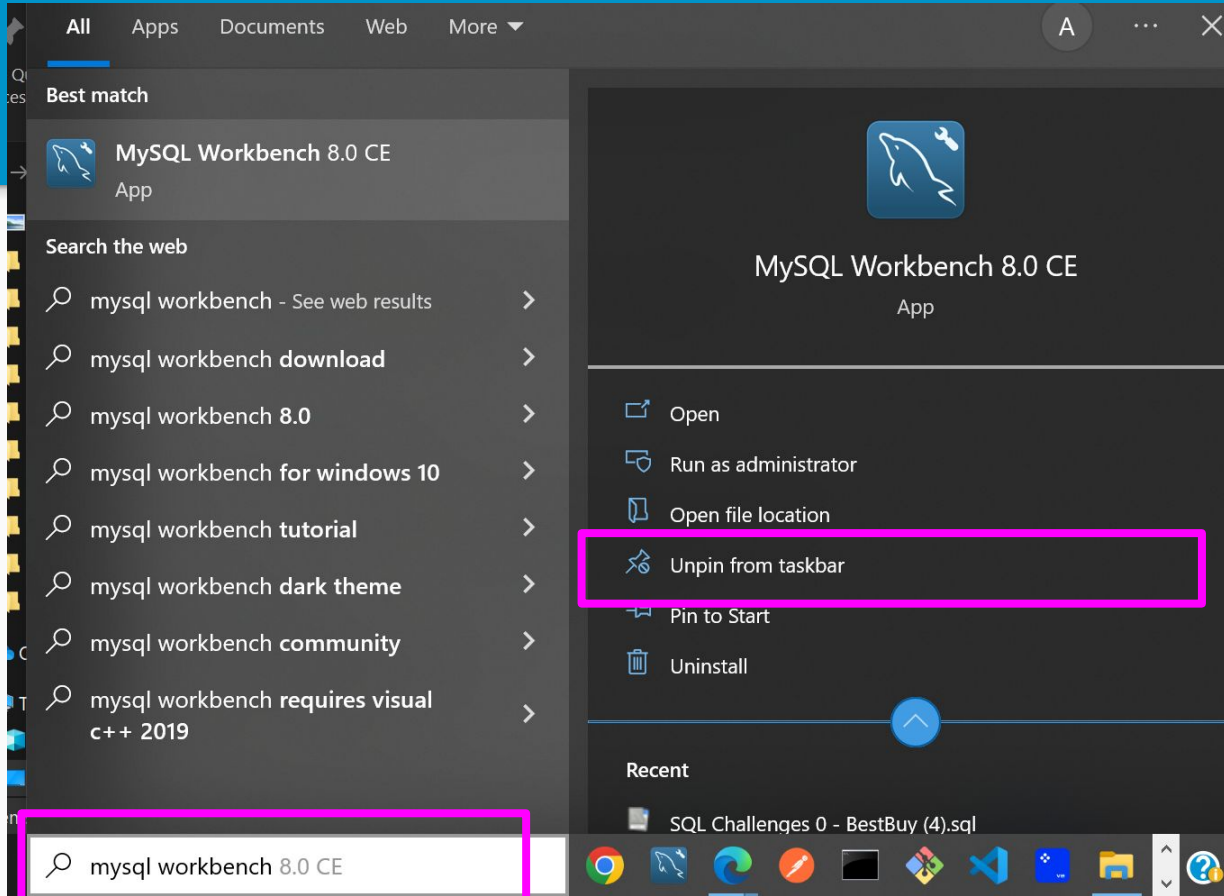 All Apps Documents Web More A ...
Best match
MySQL Workbench 8.0 CE
App
Search the web
mysql workbench - See web results
mysql workbench download
mysql workbench 8.0
mysql workbench for windows 10
mysql workbench tutorial
mysql workbench dark theme
mysql workbench community
mysql workbench requires visual
c++ 2019
mysql workbench 8.0 CE
MySQL Workbench 8.0 CE
App
Open
Run as administrator
Open file location
Unpin from taskbar
Pin to Start
Uninstall
Recent
SQL Challenges 0 - BestBuy (4).sql